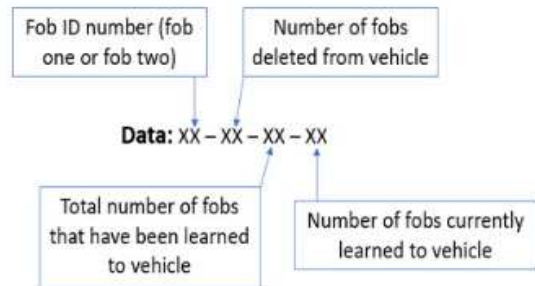 Fob ID number (fob
one or fob two)
Number of fobs
deleted from vehicle
Data: XX – XX – XX – XX
Total number of fobs
that have been learned
to vehicle
Number of fobs currently
learned to vehicle